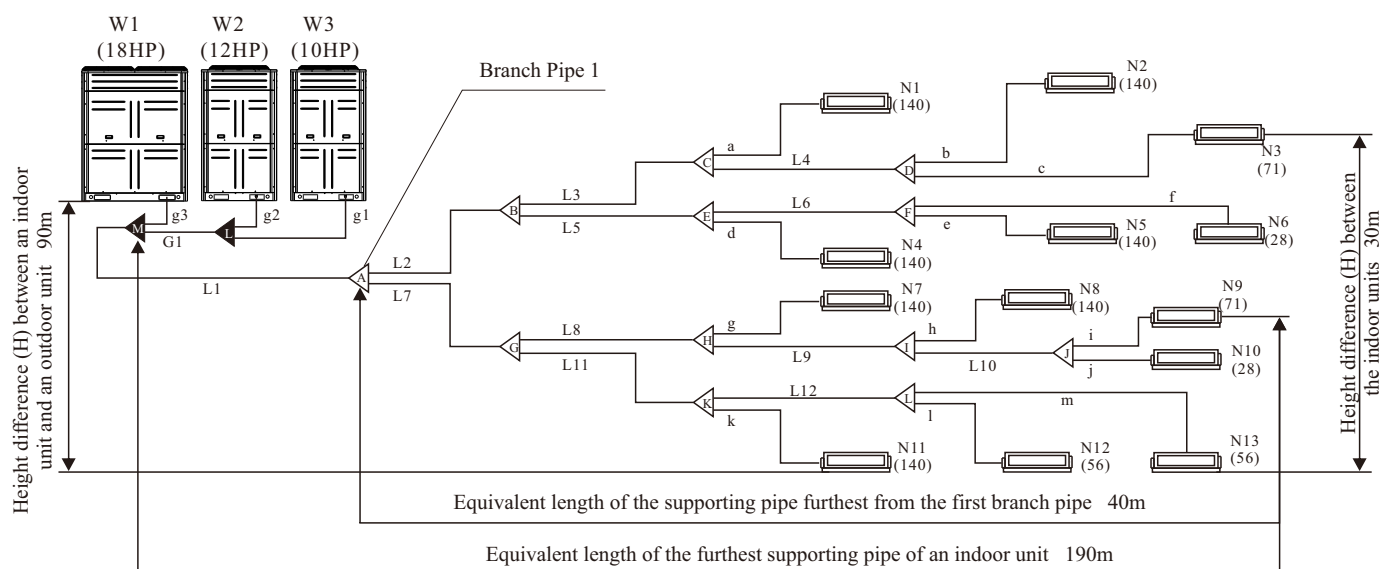 W1
(18HP)
W2
(12HP)
W3
(10HP)
Branch Pipe 1
N1
(140)
N2
(140)
N3
(71)
N4
(140)
N5
(140)
N6
(28)
N7
(140)
N8
(140)
N9
(71)
N10
(28)
N11
(140)
N12
(56)
N13
(56)
g3
g2
g1
G1
M
L
L1
A
L2
L7
B
L3
L5
C
a
L4
D
b
c
E
L6
d
F
f
e
G
L8
L11
H
g
L9
I
h
L10
J
i
j
K
L12
k
L
m
l
Height difference (H) between an indoor
unit and an outdoor unit 90m
Height difference (H) between
the indoor units 30m
Equivalent length of the supporting pipe furthest from the first branch pipe 40m
Equivalent length of the furthest supporting pipe of an indoor unit 190m